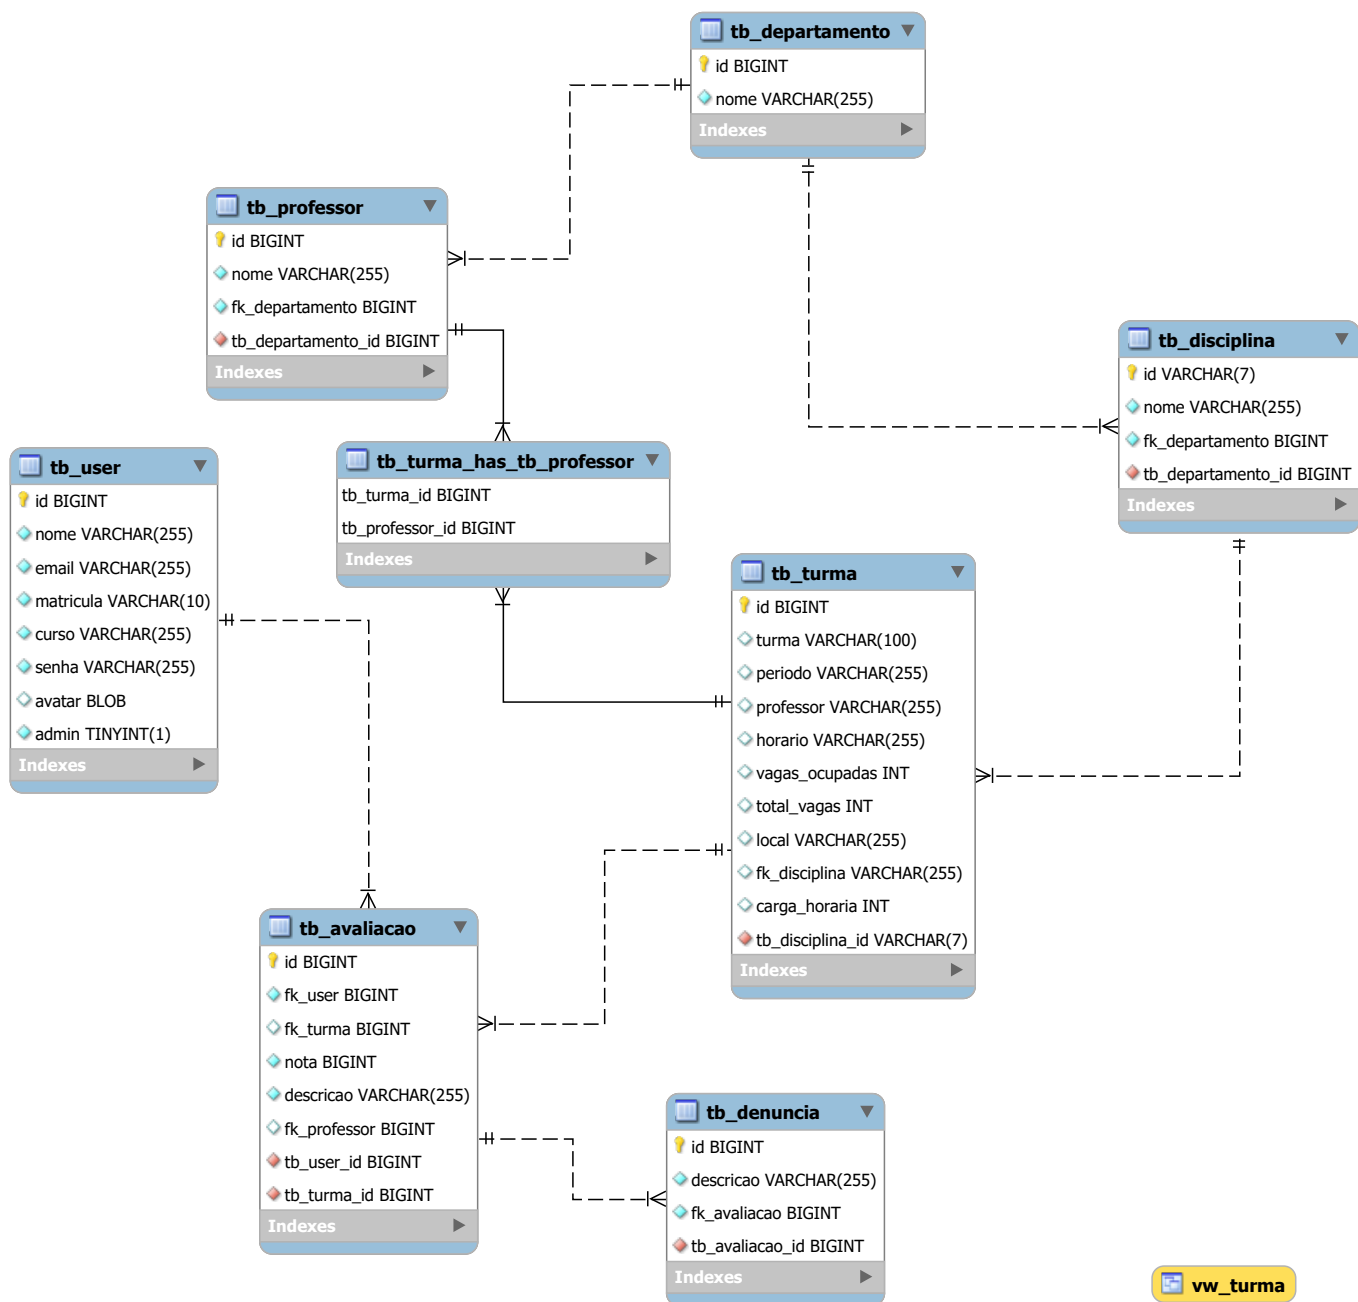 tb_departamento
id BIGINT
nome VARCHAR(255)
Indexes
tb_professor
id BIGINT
nome VARCHAR(255)
fk_departamento BIGINT
tb_departamento_id BIGINT
Indexes
tb_disciplina
id VARCHAR(7)
nome VARCHAR(255)
fk_departamento BIGINT
tb_departamento_id BIGINT
Indexes
tb_user
id BIGINT
nome VARCHAR(255)
email VARCHAR(255)
matricula VARCHAR(10)
curso VARCHAR(255)
senha VARCHAR(255)
avatar BLOB
admin TINYINT(1)
Indexes
tb_turma_has_tb_professor
tb_turma_id BIGINT
tb_professor_id BIGINT
Indexes
tb_turma
id BIGINT
turma VARCHAR(100)
periodo VARCHAR(255)
professor VARCHAR(255)
horario VARCHAR(255)
vagas_ocupadas INT
total_vagas INT
local VARCHAR(255)
fk_disciplina VARCHAR(255)
carga_horaria INT
tb_disciplina_id VARCHAR(7)
Indexes
tb_avaliacao
id BIGINT
fk_user BIGINT
fk_turma BIGINT
nota BIGINT
descricao VARCHAR(255)
fk_professor BIGINT
tb_user_id BIGINT
tb_turma_id BIGINT
Indexes
tb_denuncia
id BIGINT
descricao VARCHAR(255)
fk_avaliacao BIGINT
tb_avaliacao_id BIGINT
Indexes
vw_turma